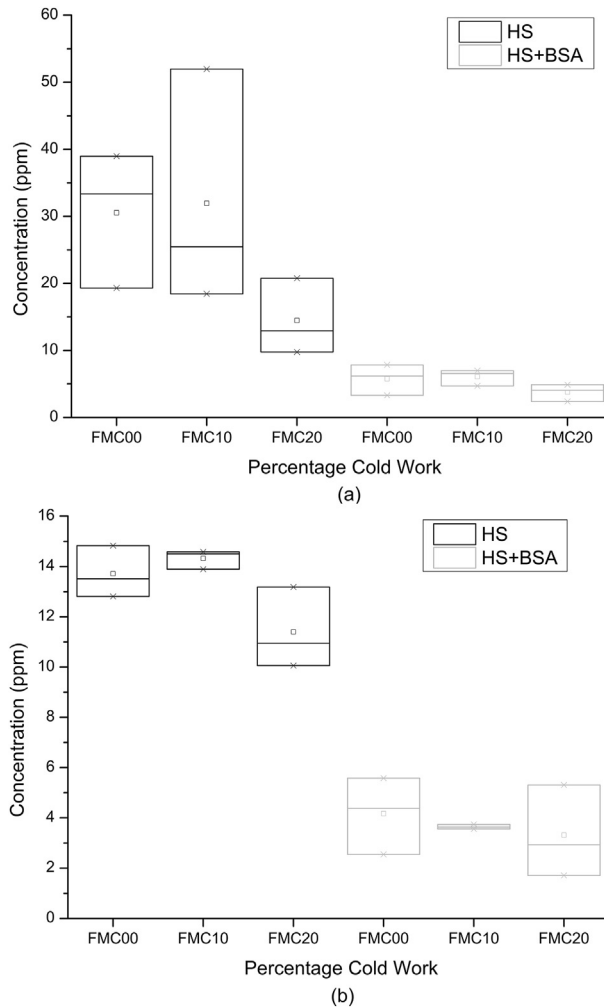 60
50
40
30
20
10
0
Concentration (ppm)
HS
HS+BSA
FMC00 FMC10 FMC20 FMC00 FMC10 FMC20
Percentage Cold Work
(a)
16
14
12
10
8
6
4
2
0
Concentration (ppm)
HS
HS+BSA
FMC00 FMC10 FMC20 FMC00 FMC10 FMC20
Percentage Cold Work
(b)